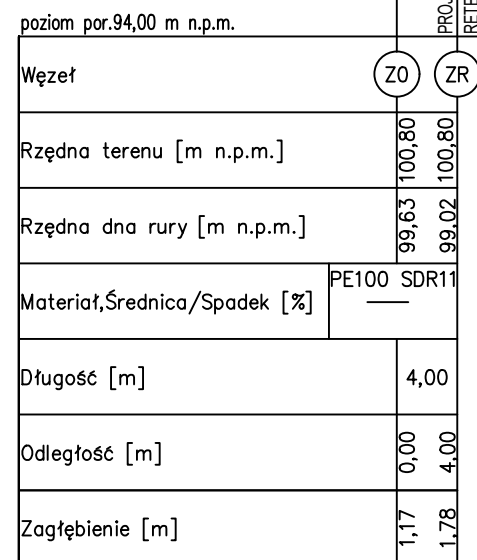 poziom por.94,00 m n.p.m.
PROJ
RETE
Węzeł
Z0 ZR
Rzędna terenu [m n.p.m.]
100,80 100,80
Rzędna dna rury [m n.p.m.]
99,63 99,02
Materiał,Średnica/Spadek [%]
PE100 SDR11
Długość [m]
4,00
Odległość [m]
0,00 4,00
Zagłębienie [m]
1,17 1,78